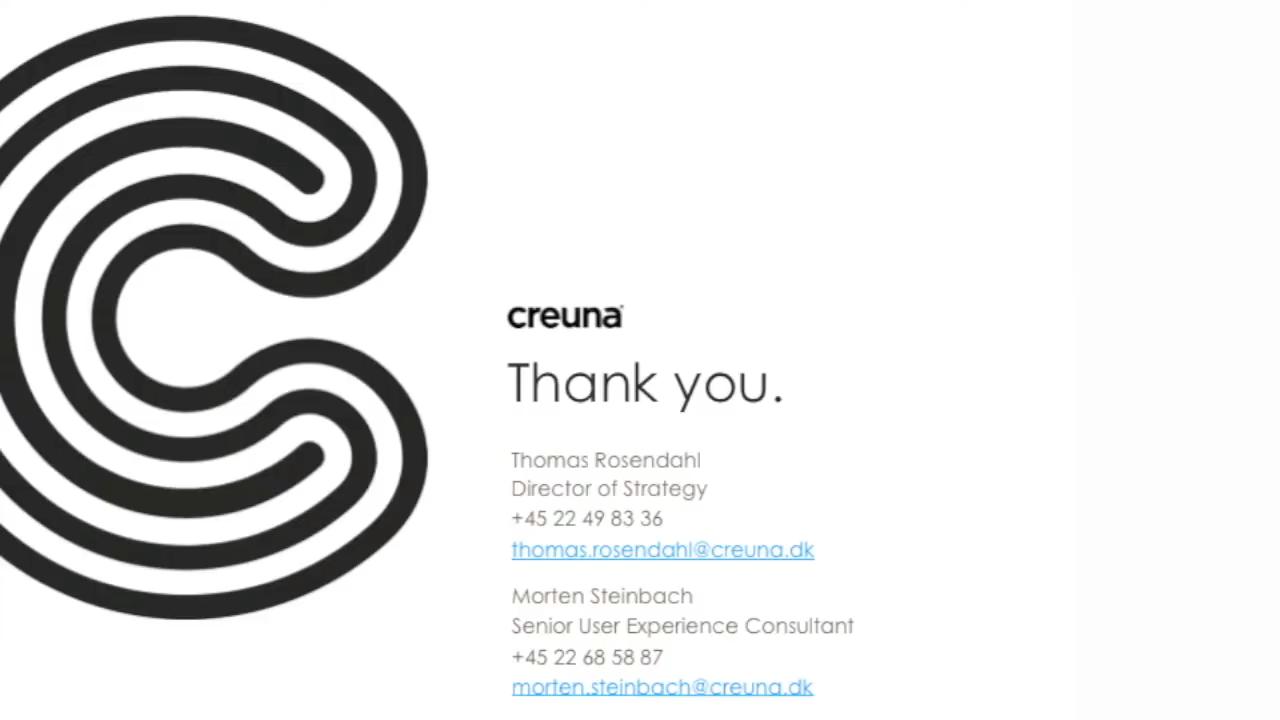 creuna
Thank you.
Thomas Rosendahl
Director of Strategy
+45 22 49 83 36
thomas.rosendahl@creuna.dk
Morten Steinbach
Senior User Experience Consultant
+45 22 68 58 87
morten.steinbach@creuna.dk